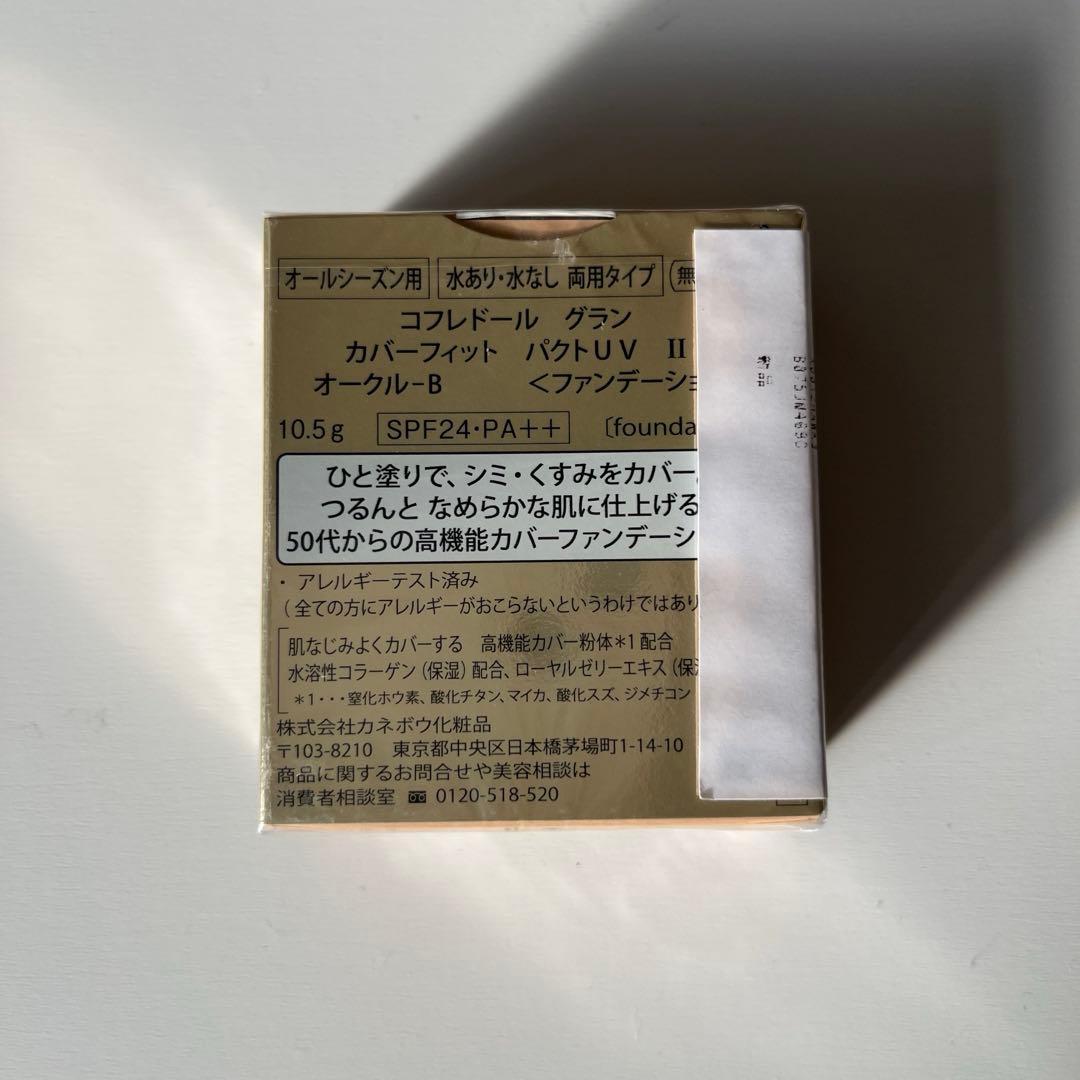 オールシーズン用 水あり・水なし 両用タイプ 無
コフレドール グラン
カバーフィット パクトUV II
オークル-B <ファンデーショ
10.5g SPF24・PA++ 〔founda
ひと塗りで、シミ・くすみをカバー。
つるんと なめらかな肌に仕上げる
50代からの高機能カバーファンデーシ
・ アレルギーテスト済み
(全ての方にアレルギーがおこらないというわけではあり
肌なじみよくカバーする 高機能カバー粉体*1配合
水溶性コラーゲン(保湿)配合、ローヤルゼリーエキス(保
*1・・・窒化ホウ素、酸化チタン、マイカ、酸化スズ、ジメチコン
株式会社カネボウ化粧品
〒103-8210 東京都中央区日本橋茅場町1-14-10
商品に関するお問合せや美容相談は
消費者相談室 0120-518-520